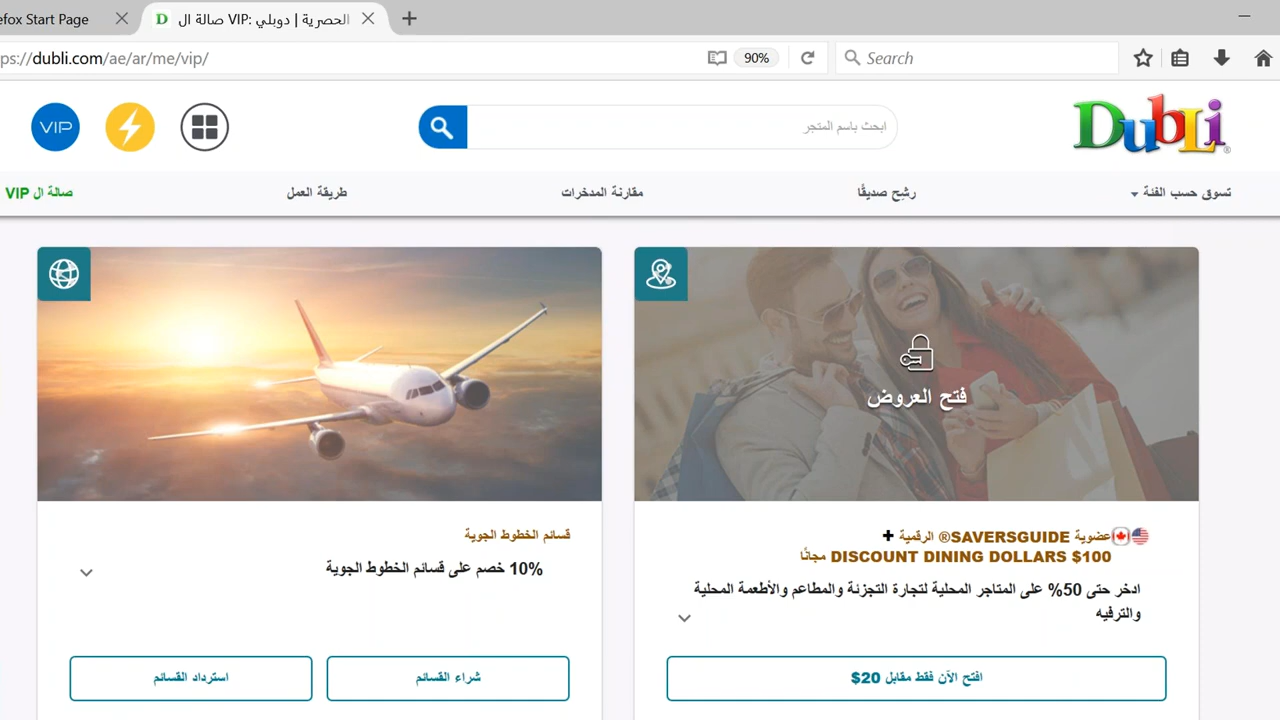 efox Start Page
صالة ال VIP: الحصرية | دوبلي
ps://dubli.com/ae/ar/me/vip/
90%
Search
VIP
ابحث باسم المتجر
DubLi®
تسوق حسب الفئة
رشِح صديقًا
مقارنة المدخرات
طريقة العمل
صالة ال VIP
فتح العروض
عضوية SAVERSGUIDE® الرقمية +
$100 DISCOUNT DINING DOLLARS مجانًا
ادخر حتى 50% على المتاجر المحلية لتجارة التجزئة والمطاعم والأطعمة المحلية
والترفيه
افتح الآن فقط مقابل 20$
قسائم الخطوط الجوية
10% خصم على قسائم الخطوط الجوية
شراء القسائم
استرداد القسائم